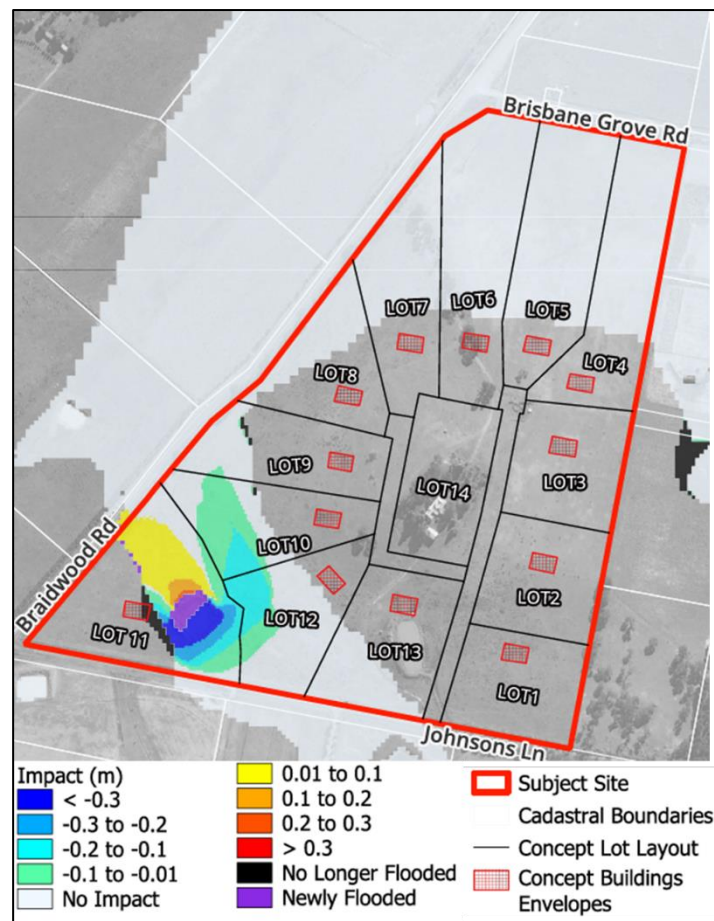 Brisbane Grove Rd
LOT7
LOT6
LOT5
LOT4
LOT8
LOT3
LOT9
LOT14
LOT10
LOT2
Braidwood Rd
LOT 11
LOT12
LOT13
LOT1
Johnsons Ln
Impact (m)
< -0.3
-0.3 to -0.2
-0.2 to -0.1
-0.1 to -0.01
No Impact
0.01 to 0.1
0.1 to 0.2
0.2 to 0.3
> 0.3
No Longer Flooded
Newly Flooded
Subject Site
Cadastral Boundaries
Concept Lot Layout
Concept Buildings
Envelopes